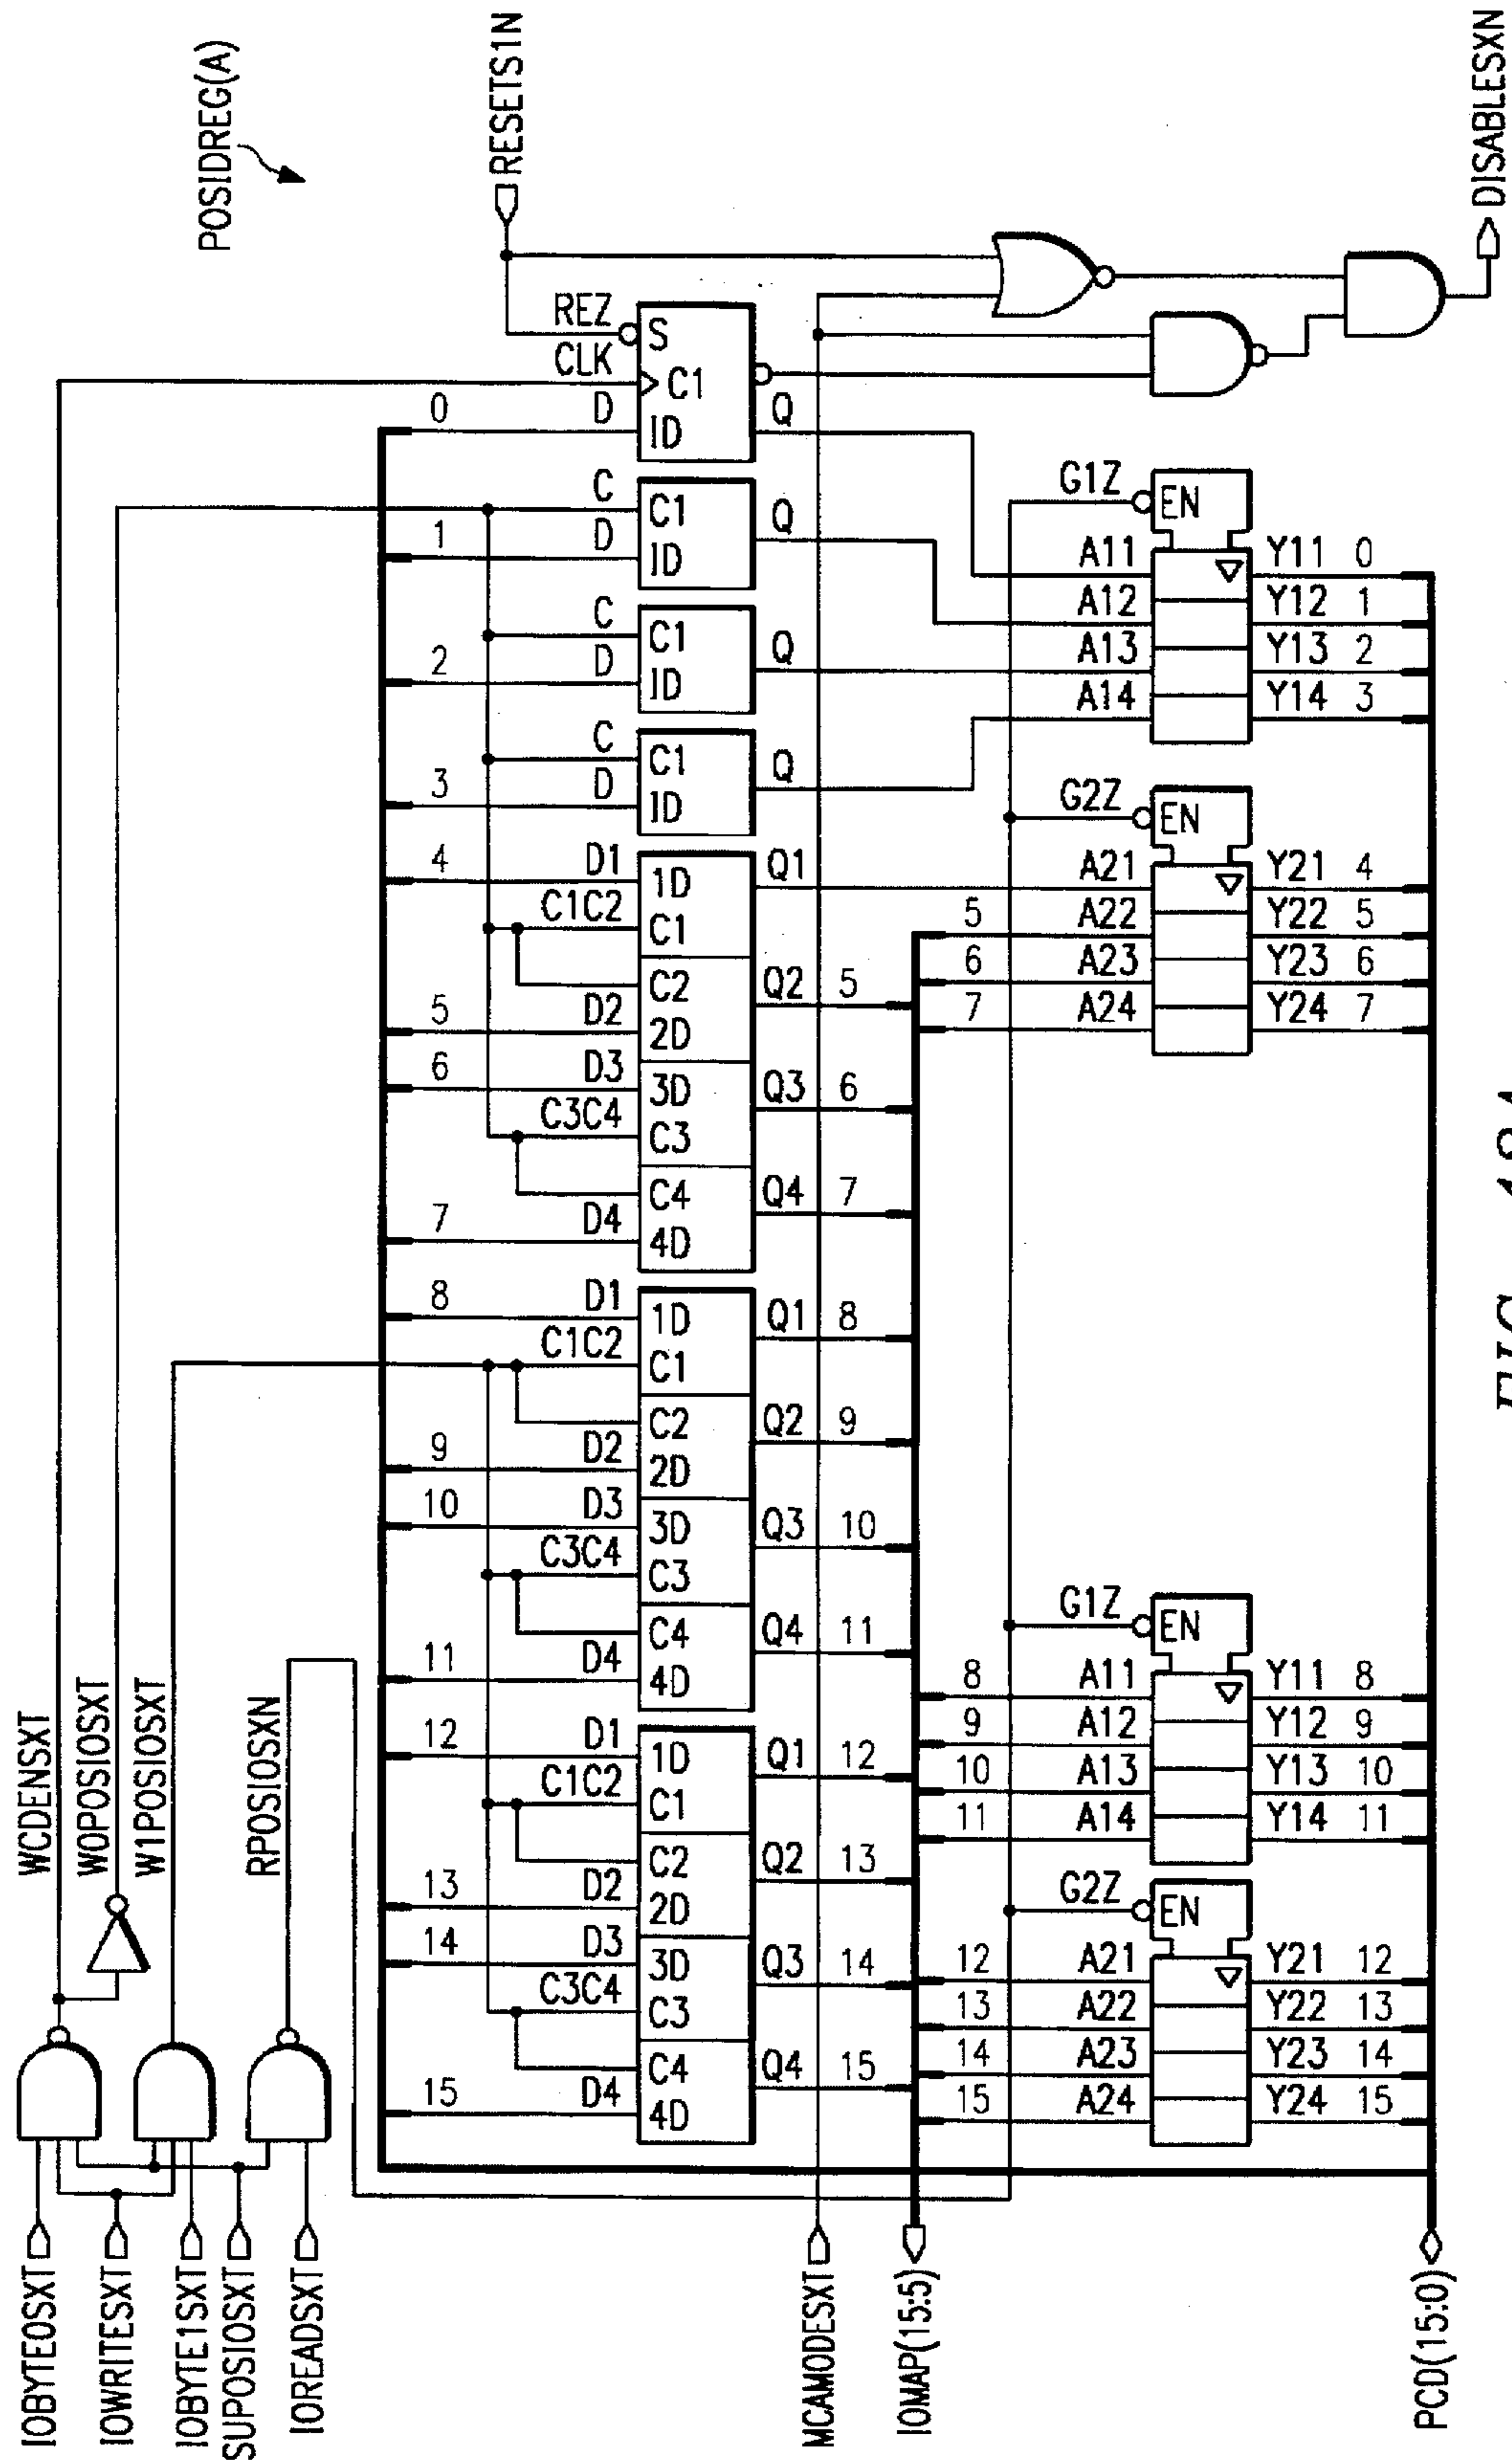 POSIDREG(A)
IOBYTE0SXT
IOWRITESXT
IOBYTE1SXT
SUPOSIOSXT
IOREADSXT
MCAMODESXT
IOMAP(15:5)
PCD(15:0)
WCDENSXT
W0POSIOSXT
W1POSIOSXT
RPOSIOSXN
RESETS1N
DISABLESXN
REZ S
CLK C1
0 D ID Q
C C1
1 D ID Q
C C1
2 D ID Q
C C1
3 D ID Q
4 D1 1D Q1
C1C2 C1
C2 Q2 5
5 D2 2D
6 D3 3D Q3 6
C3C4 C3
C4 Q4 7
7 D4 4D
8 D1 1D Q1 8
C1C2 C1
C2 Q2 9
9 D2 2D
10 D3 3D Q3 10
C3C4 C3
C4 Q4 11
11 D4 4D
12 D1 1D Q1 12
C1C2 C1
C2 Q2 13
13 D2 2D
14 D3 3D Q3 14
C3C4 C3
C4 Q4 15
15 D4 4D
G1Z EN
A11 Y11 0
A12 Y12 1
A13 Y13 2
A14 Y14 3
G2Z EN
A21 Y21 4
5 A22 Y22 5
6 A23 Y23 6
7 A24 Y24 7
G1Z EN
8 A11 Y11 8
9 A12 Y12 9
10 A13 Y13 10
11 A14 Y14 11
G2Z EN
12 A21 Y21 12
13 A22 Y22 13
14 A23 Y23 14
15 A24 Y24 15